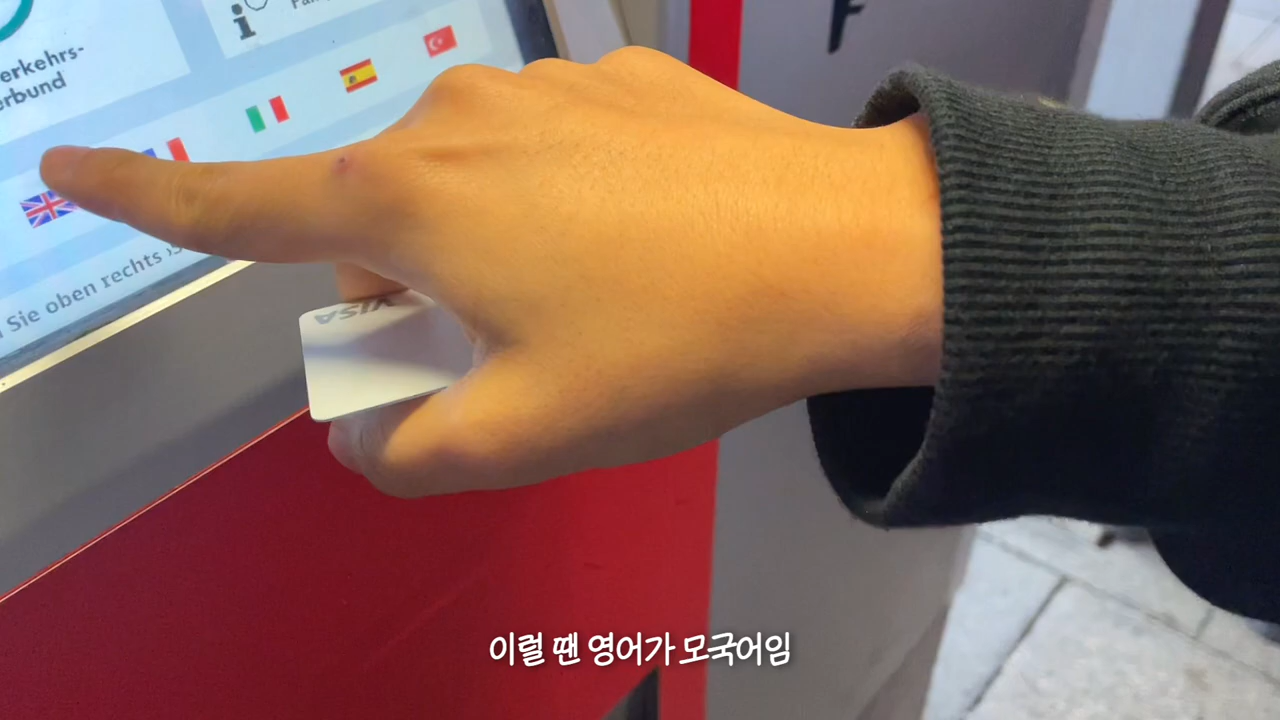 erkehrs-
erbund
i
Sie oben rechts
VISA
이럴 땐 영어가 모국어임